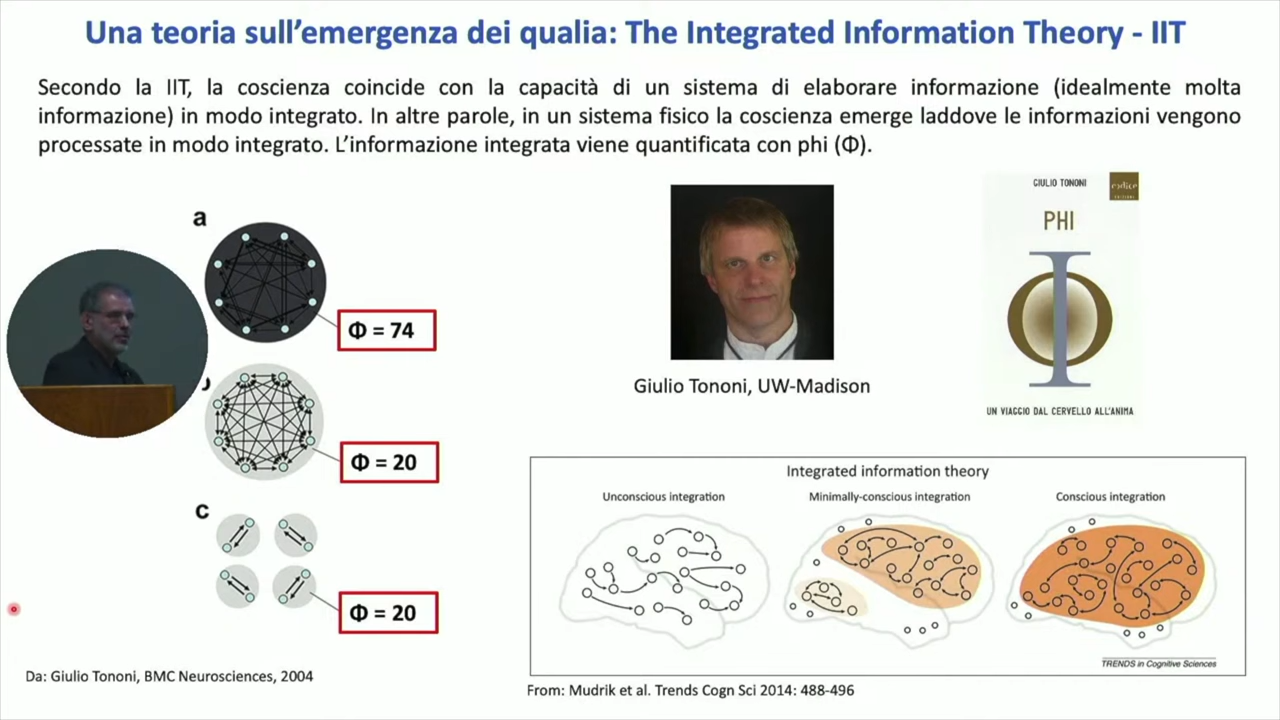 Una teoria sull’emergenza dei qualia: The Integrated Information Theory - IIT
Secondo la IIT, la coscienza coincide con la capacità di un sistema di elaborare informazione (idealmente molta
informazione) in modo integrato. In altre parole, in un sistema fisico la coscienza emerge laddove le informazioni vengono
processate in modo integrato. L’informazione integrata viene quantificata con phi (Φ).
a
Φ = 74
Φ = 20
c
Φ = 20
Da: Giulio Tononi, BMC Neurosciences, 2004
Giulio Tononi, UW-Madison
GIULIO TONONI
codice
EDIZIONI
PHI
Φ
UN VIAGGIO DAL CERVELLO ALL'ANIMA
Integrated information theory
Unconscious integration
Minimally-conscious integration
Conscious integration
TRENDS in Cognitive Sciences
From: Mudrik et al. Trends Cogn Sci 2014: 488-496